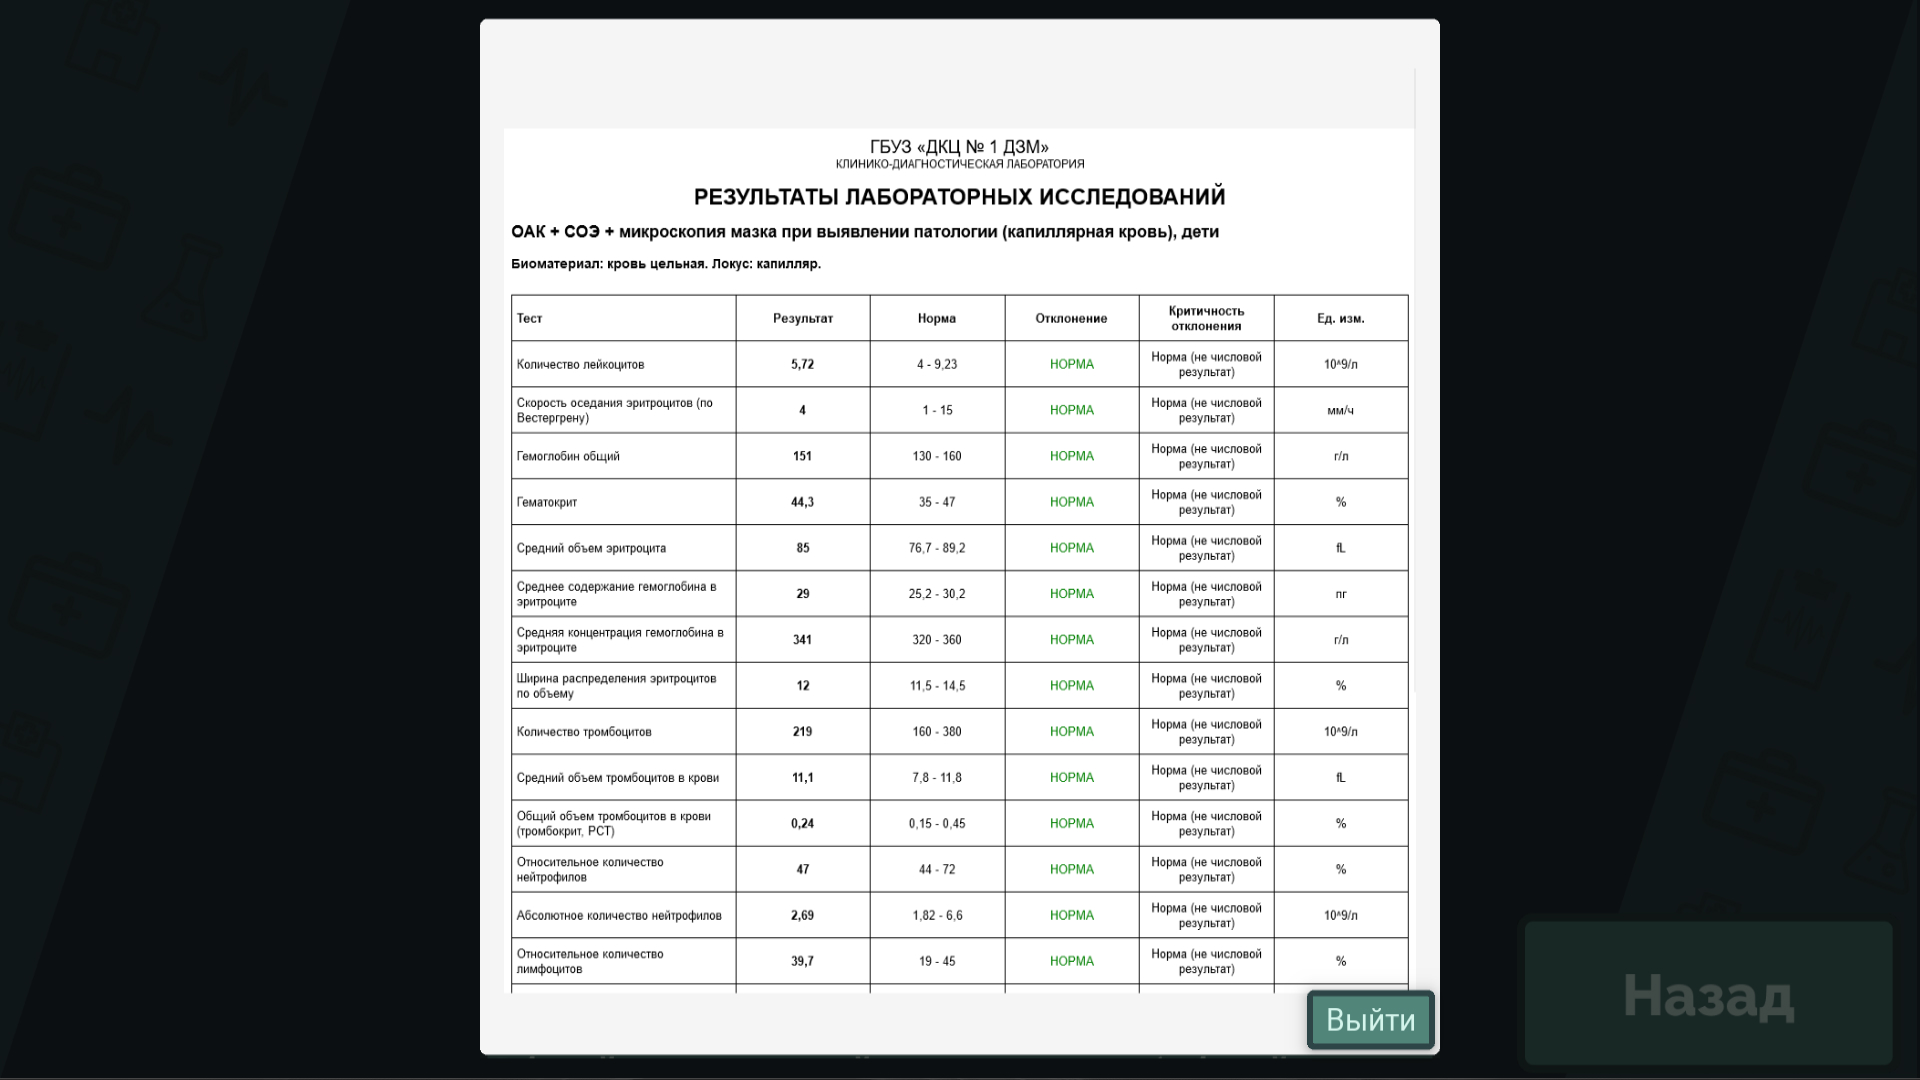 ГБУЗ «ДКЦ № 1 ДЗМ»
КЛИНИКО-ДИАГНОСТИЧЕСКАЯ ЛАБОРАТОРИЯ
РЕЗУЛЬТАТЫ ЛАБОРАТОРНЫХ ИССЛЕДОВАНИЙ
ОАК + СОЭ + микроскопия мазка при выявлении патологии (капиллярная кровь), дети
Биоматериал: кровь цельная. Локус: капилляр.
Тест Результат Норма Отклонение Критичность отклонения Ед. изм.
Количество лейкоцитов 5,72 4 - 9,23 НОРМА Норма (не числовой результат) 10^9/л
Скорость оседания эритроцитов (по Вестергрену) 4 1 - 15 НОРМА Норма (не числовой результат) мм/ч
Гемоглобин общий 151 130 - 160 НОРМА Норма (не числовой результат) г/л
Гематокрит 44,3 35 - 47 НОРМА Норма (не числовой результат) %
Средний объем эритроцита 85 76,7 - 89,2 НОРМА Норма (не числовой результат) fL
Среднее содержание гемоглобина в эритроците 29 25,2 - 30,2 НОРМА Норма (не числовой результат) пг
Средняя концентрация гемоглобина в эритроците 341 320 - 360 НОРМА Норма (не числовой результат) г/л
Ширина распределения эритроцитов по объему 12 11,5 - 14,5 НОРМА Норма (не числовой результат) %
Количество тромбоцитов 219 160 - 380 НОРМА Норма (не числовой результат) 10^9/л
Средний объем тромбоцитов в крови 11,1 7,8 - 11,8 НОРМА Норма (не числовой результат) fL
Общий объем тромбоцитов в крови (тромбокрит, PCT) 0,24 0,15 - 0,45 НОРМА Норма (не числовой результат) %
Относительное количество нейтрофилов 47 44 - 72 НОРМА Норма (не числовой результат) %
Абсолютное количество нейтрофилов 2,69 1,82 - 6,6 НОРМА Норма (не числовой результат) 10^9/л
Относительное количество лимфоцитов 39,7 19 - 45 НОРМА Норма (не числовой результат) %
Выйти
Назад